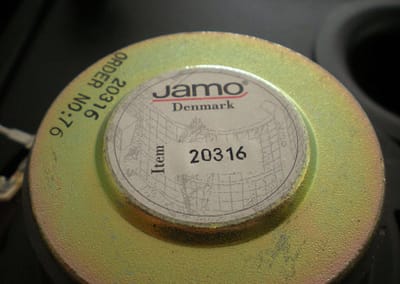 JAMO®
Denmark
Item 20316
20316
ORDER NO:76